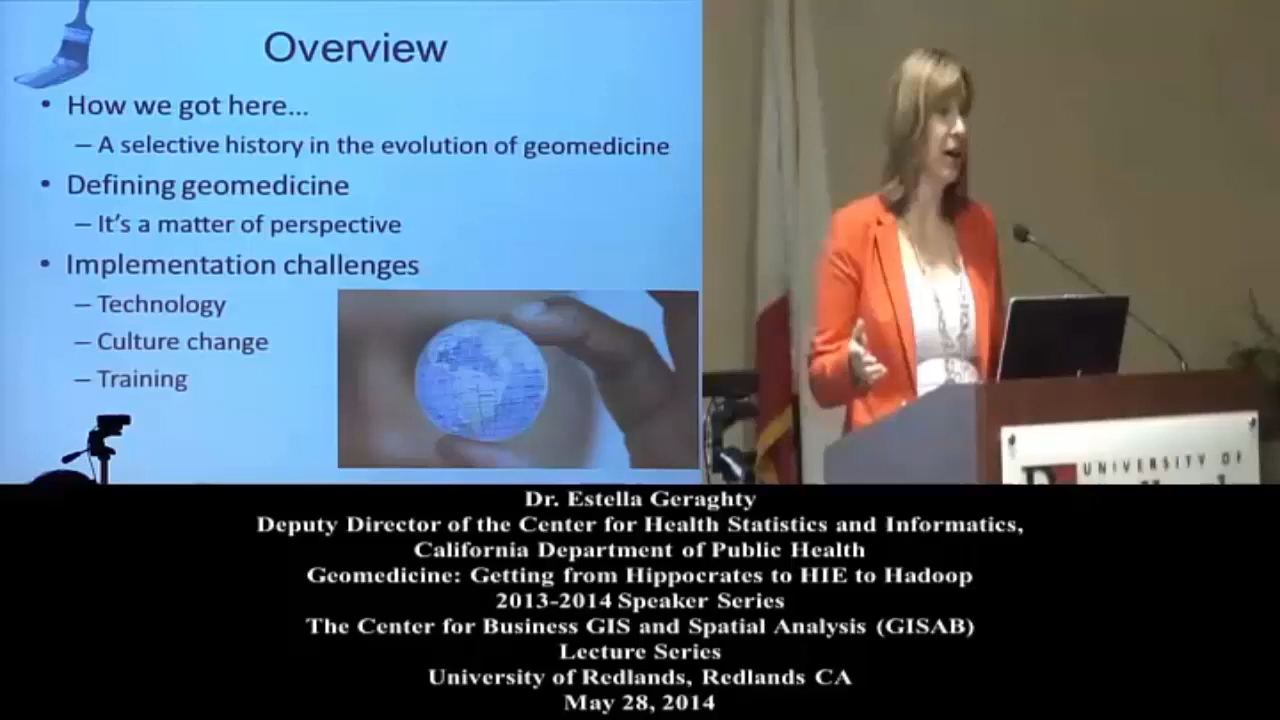 Overview
• How we got here...
– A selective history in the evolution of geomedicine
• Defining geomedicine
– It's a matter of perspective
• Implementation challenges
– Technology
– Culture change
– Training
UNIVERSITY OF
Dr. Estella Geraghty
Deputy Director of the Center for Health Statistics and Informatics,
California Department of Public Health
Geomedicine: Getting from Hippocrates to HIE to Hadoop
2013-2014 Speaker Series
The Center for Business GIS and Spatial Analysis (GISAB)
Lecture Series
University of Redlands, Redlands CA
May 28, 2014